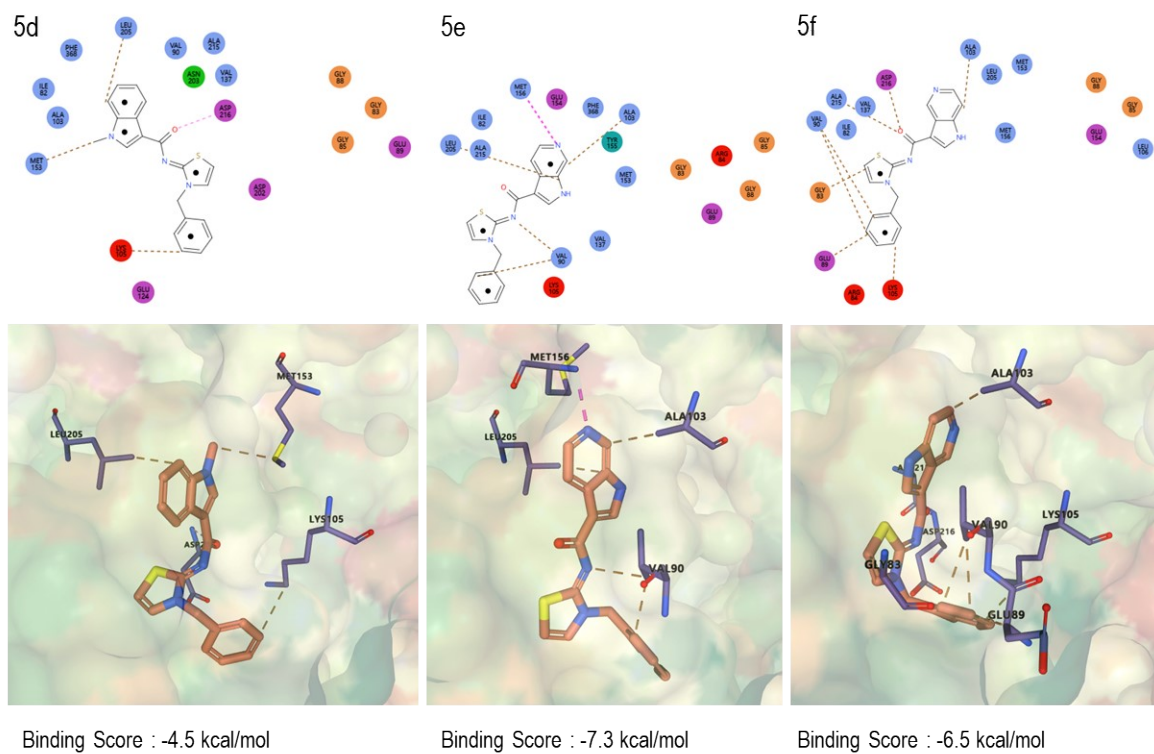 5d
5e
5f
LEU 205
PHE 368
VAL 90
ALA 215
ASN 203
VAL 137
ILE 82
ALA 103
ASP 216
MET 153
O
N
N
S
N
ASP 202
LYS 105
GLU 124
GLY 88
GLY 83
GLY 85
GLU 89
MET 156
GLU 154
PHE 368
ALA 103
ILE 82
TYR 155
LEU 205
ALA 215
MET 153
N
NH
O
N
S
N
VAL 137
VAL 90
LYS 105
GLY 85
ARG 84
GLY 83
GLY 88
GLU 89
ALA 103
LEU 205
MET 153
ASP 216
ALA 215
VAL 137
VAL 90
ILE 82
MET 156
N
NH
O
N
S
N
GLY 83
GLU 89
ARG 84
LYS 105
GLY 88
GLY 85
GLU 154
LEU 106
MET153
LEU205
LYS105
MET156
ALA103
LEU205
VAL90
ALA103
ASP216
VAL90
LYS105
GLY83
GLU89
Binding Score : -4.5 kcal/mol
Binding Score : -7.3 kcal/mol
Binding Score : -6.5 kcal/mol